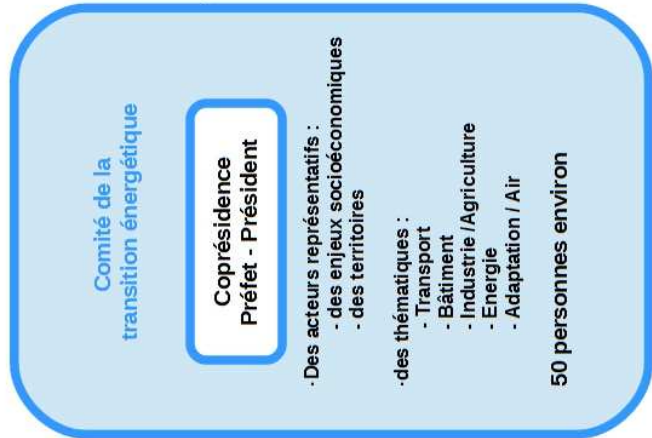 Comité de la
transition énergétique
Coprésidence
Préfet - Président
·Des acteurs représentatifs :
- des enjeux socioéconomiques
- des territoires
·des thématiques :
- Transport
- Bâtiment
- Industrie /Agriculture
- Energie
- Adaptation / Air
50 personnes environ